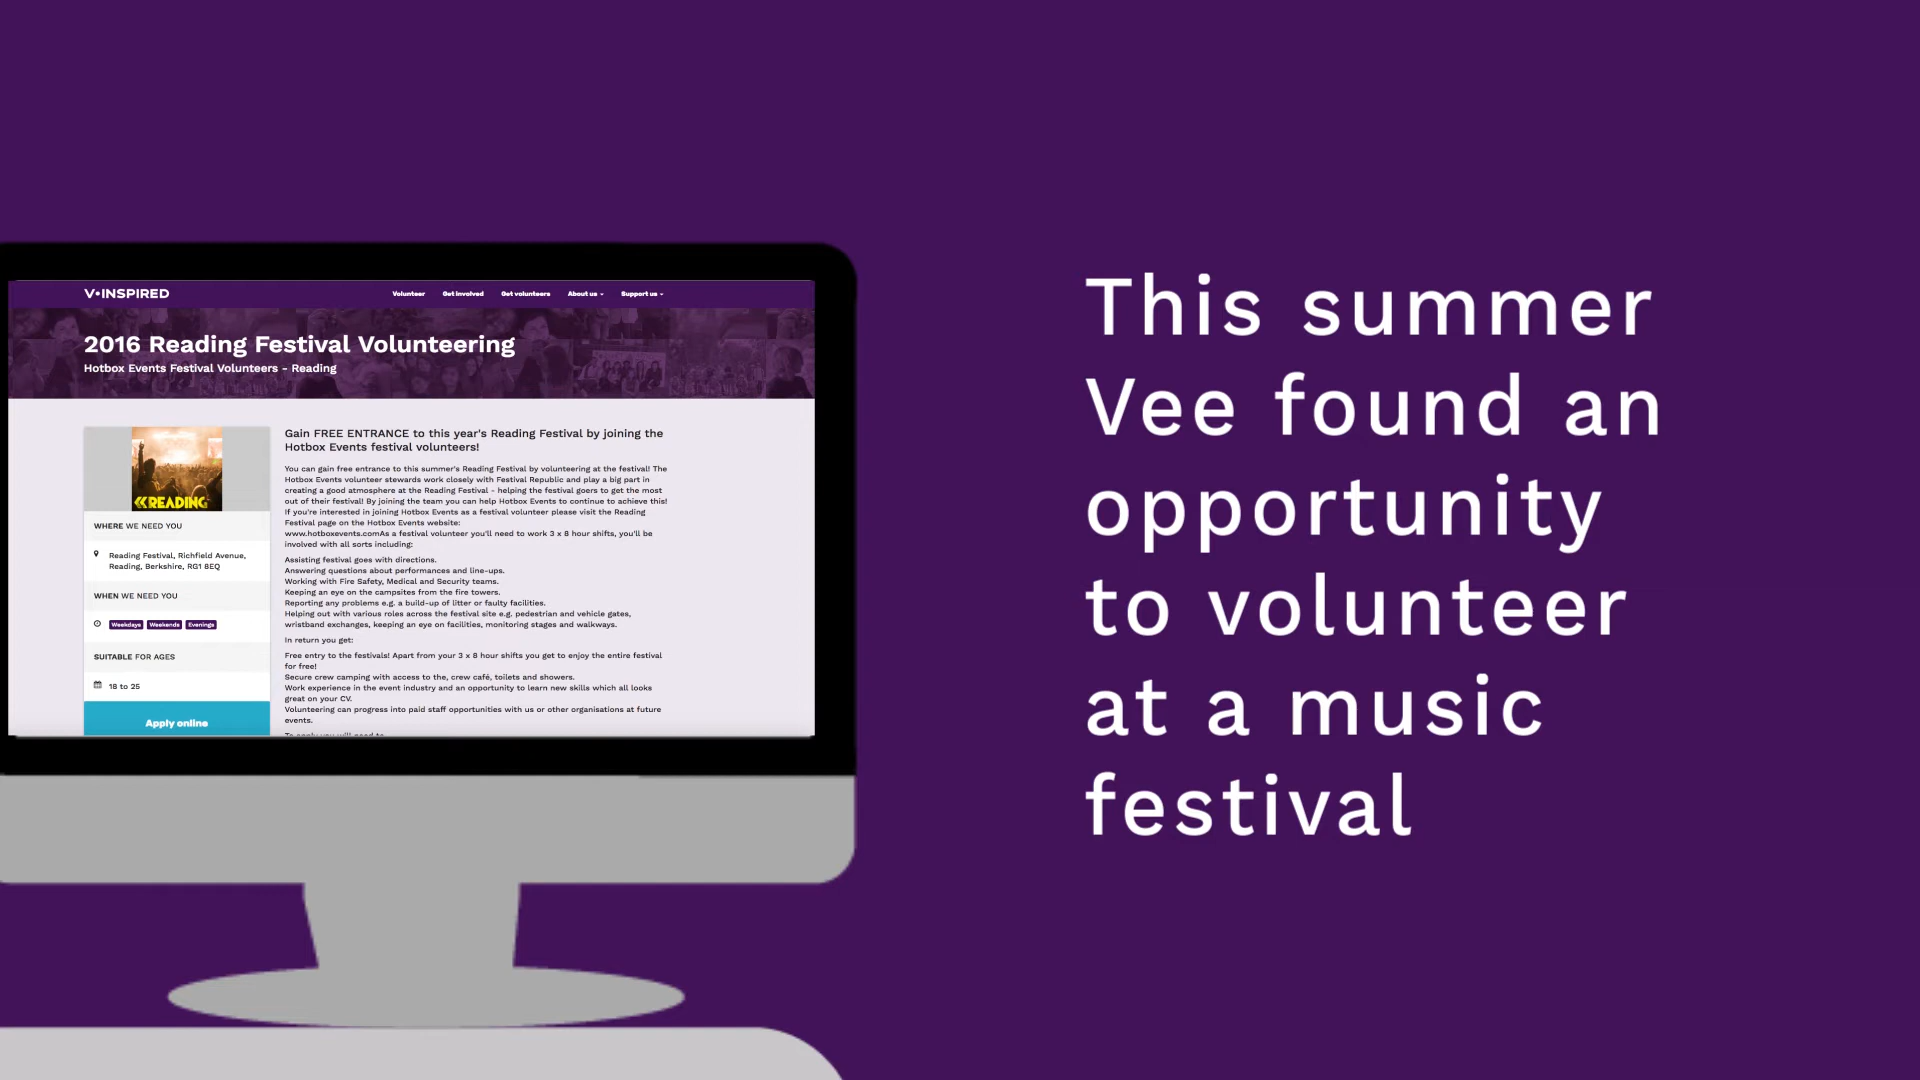 V•INSPIRED
Volunteer Get involved Get volunteers About us Support us
2016 Reading Festival Volunteering
Hotbox Events Festival Volunteers - Reading
READING
WHERE WE NEED YOU
Reading Festival, Richfield Avenue,
Reading, Berkshire, RG1 8EQ
WHEN WE NEED YOU
Weekdays Weekends Evenings
SUITABLE FOR AGES
18 to 25
Apply online
Gain FREE ENTRANCE to this year's Reading Festival by joining the
Hotbox Events festival volunteers!
You can gain free entrance to this summer's Reading Festival by volunteering at the festival! The
Hotbox Events volunteer stewards work closely with Festival Republic and play a big part in
creating a good atmosphere at the Reading Festival - helping the festival goers to get the most
out of their festival! By joining the team you can help Hotbox Events to continue to achieve this!
If you're interested in joining Hotbox Events as a festival volunteer please visit the Reading
Festival page on the Hotbox Events website:
www.hotboxevents.comAs a festival volunteer you'll need to work 3 x 8 hour shifts, you'll be
involved with all sorts including:
Assisting festival goes with directions.
Answering questions about performances and line-ups.
Working with Fire Safety, Medical and Security teams.
Keeping an eye on the campsites from the fire towers.
Reporting any problems e.g. a build-up of litter or faulty facilities.
Helping out with various roles across the festival site e.g. pedestrian and vehicle gates,
wristband exchanges, keeping an eye on facilities, monitoring stages and walkways.
In return you get:
Free entry to the festivals! Apart from your 3 x 8 hour shifts you get to enjoy the entire festival
for free!
Secure crew camping with access to the, crew café, toilets and showers.
Work experience in the event industry and an opportunity to learn new skills which all looks
great on your CV.
Volunteering can progress into paid staff opportunities with us or other organisations at future
events.
To apply you will need to
This summer
Vee found an
opportunity
to volunteer
at a music
festival